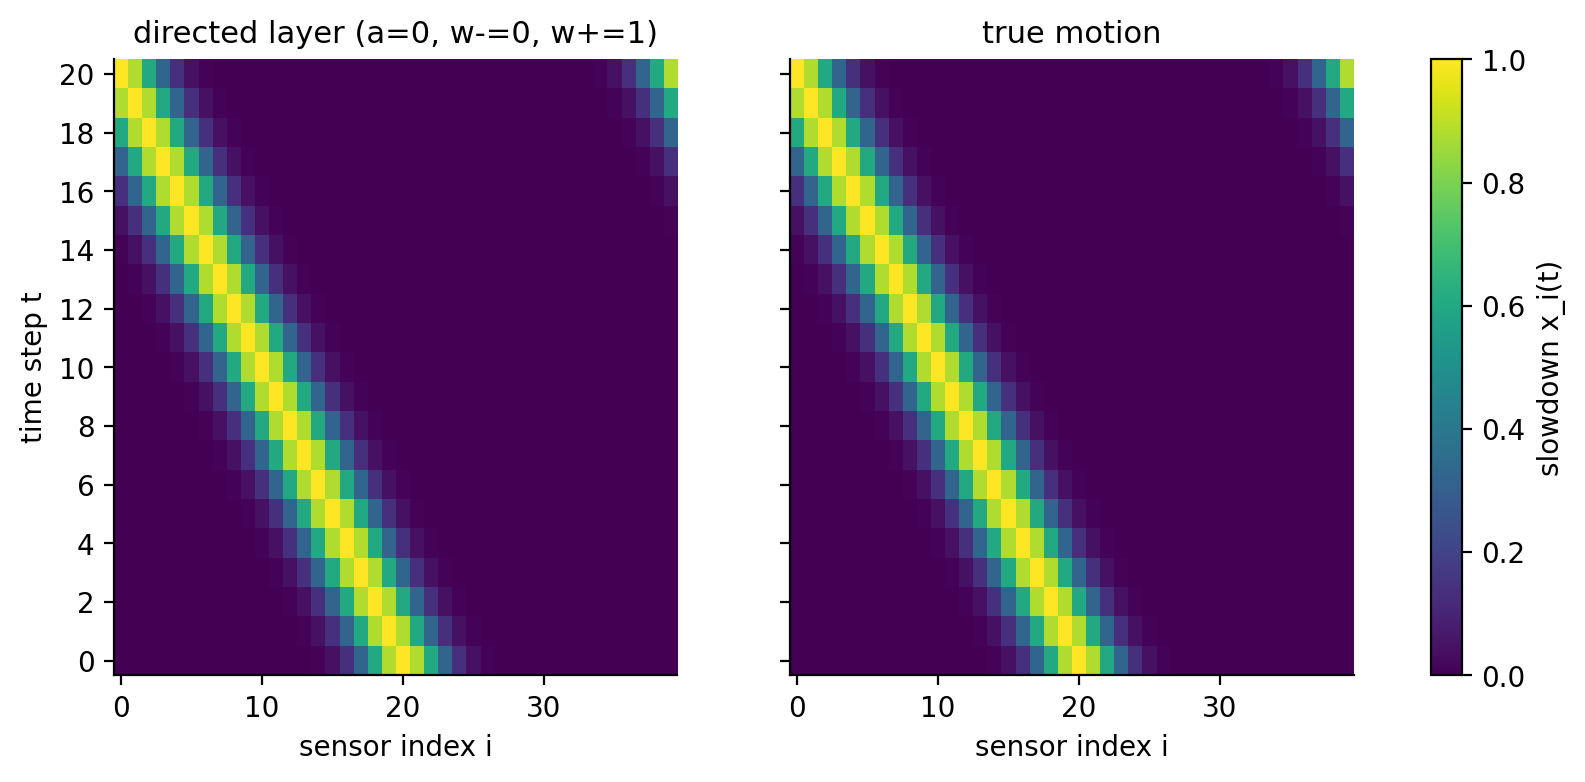 directed layer (a=0, w-=0, w+=1)
20
18
16
14
12
10
8
6
4
2
0
time step t
0 10 20 30
sensor index i
true motion
0 10 20 30
sensor index i
1.0
0.8
0.6
0.4
0.2
0.0
slowdown x_i(t)